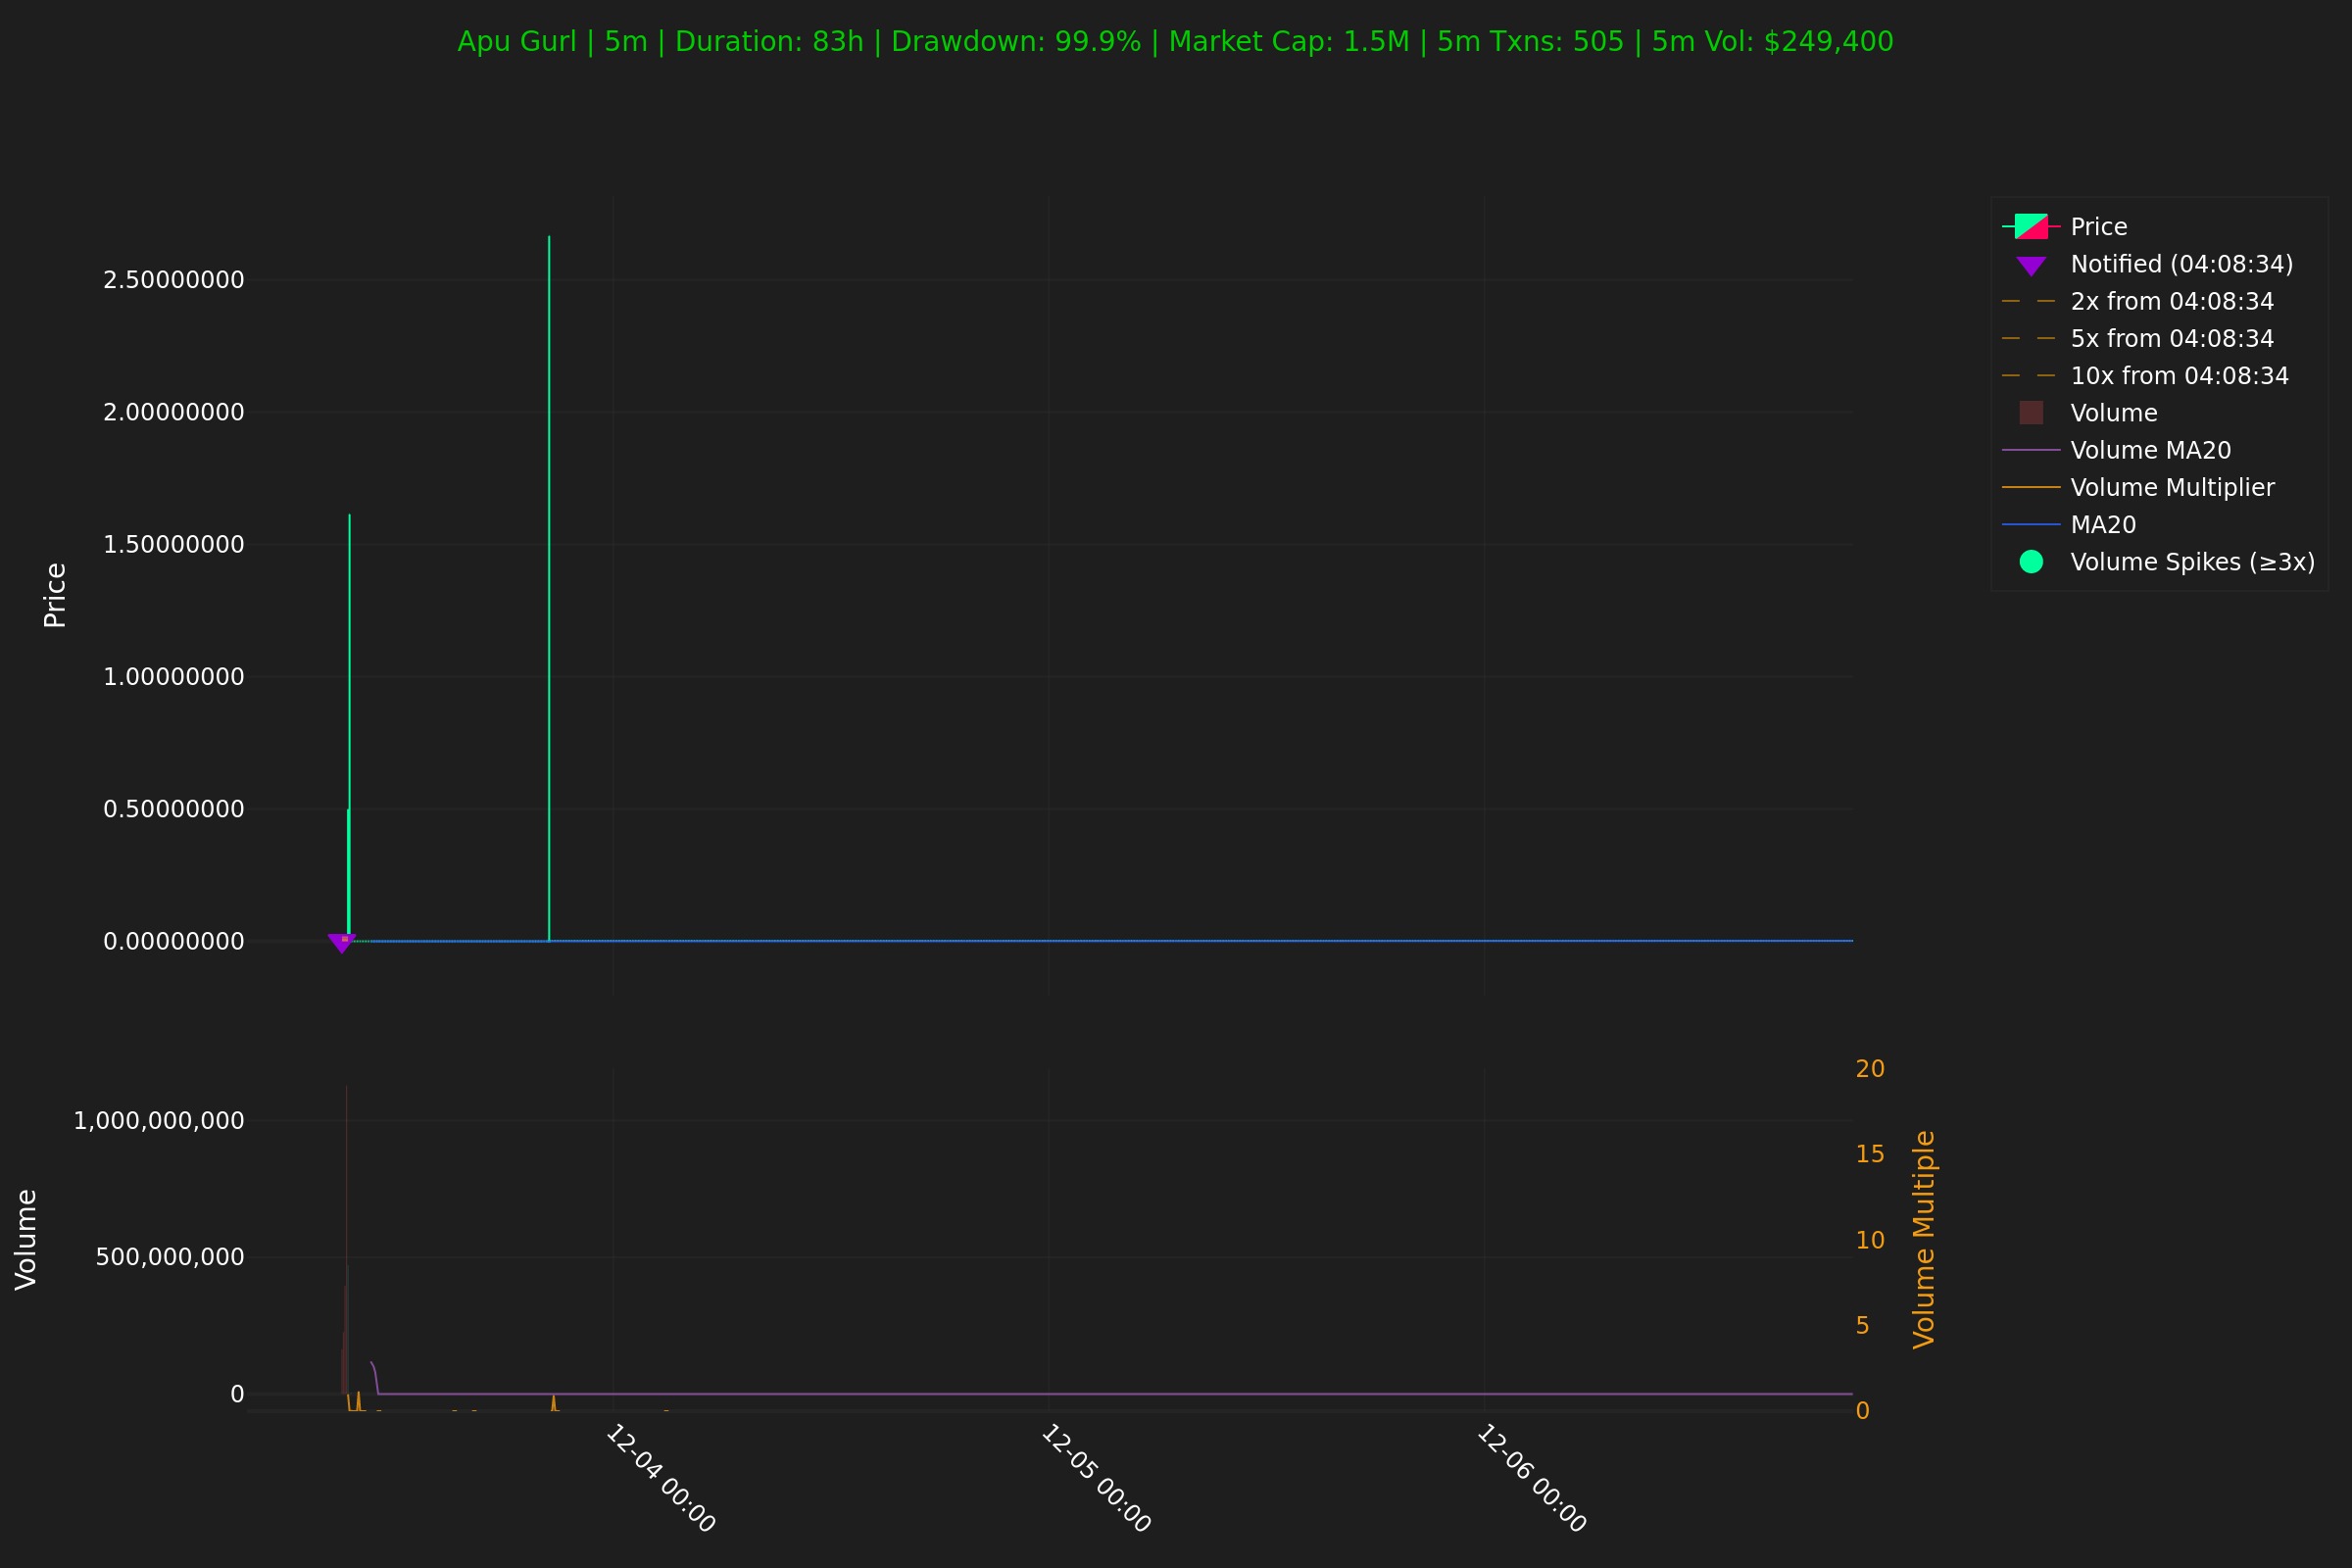 Apu Gurl | 5m | Duration: 83h | Drawdown: 99.9% | Market Cap: 1.5M | 5m Txns: 505 | 5m Vol: $249,400
Price
2.50000000
2.00000000
1.50000000
1.00000000
0.50000000
0.00000000
Price
Notified (04:08:34)
2x from 04:08:34
5x from 04:08:34
10x from 04:08:34
Volume
Volume MA20
Volume Multiplier
MA20
Volume Spikes (≥3x)
Volume
1,000,000,000
500,000,000
0
20
15
10
5
0
Volume Multiple
12-04 00:00
12-05 00:00
12-06 00:00